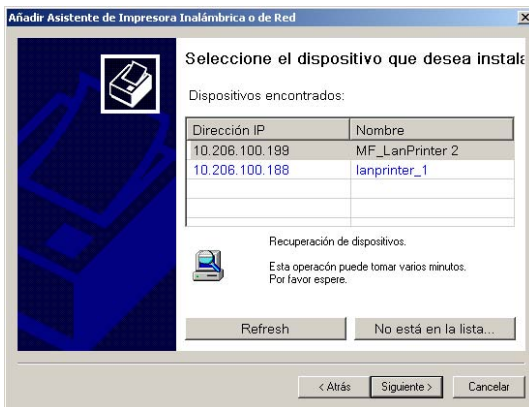 Añadir Asistente de Impresora Inalámbrica o de Red
Seleccione el dispositivo que desea instala
Dispositivos encontrados:
Dirección IP Nombre
10.206.100.199 MF_LanPrinter 2
10.206.100.188 lanprinter_1
Recuperación de dispositivos.
Esta operacón puede tomar varios minutos.
Por favor espere.
Refresh No está en la lista...
< Atrás Siguiente > Cancelar